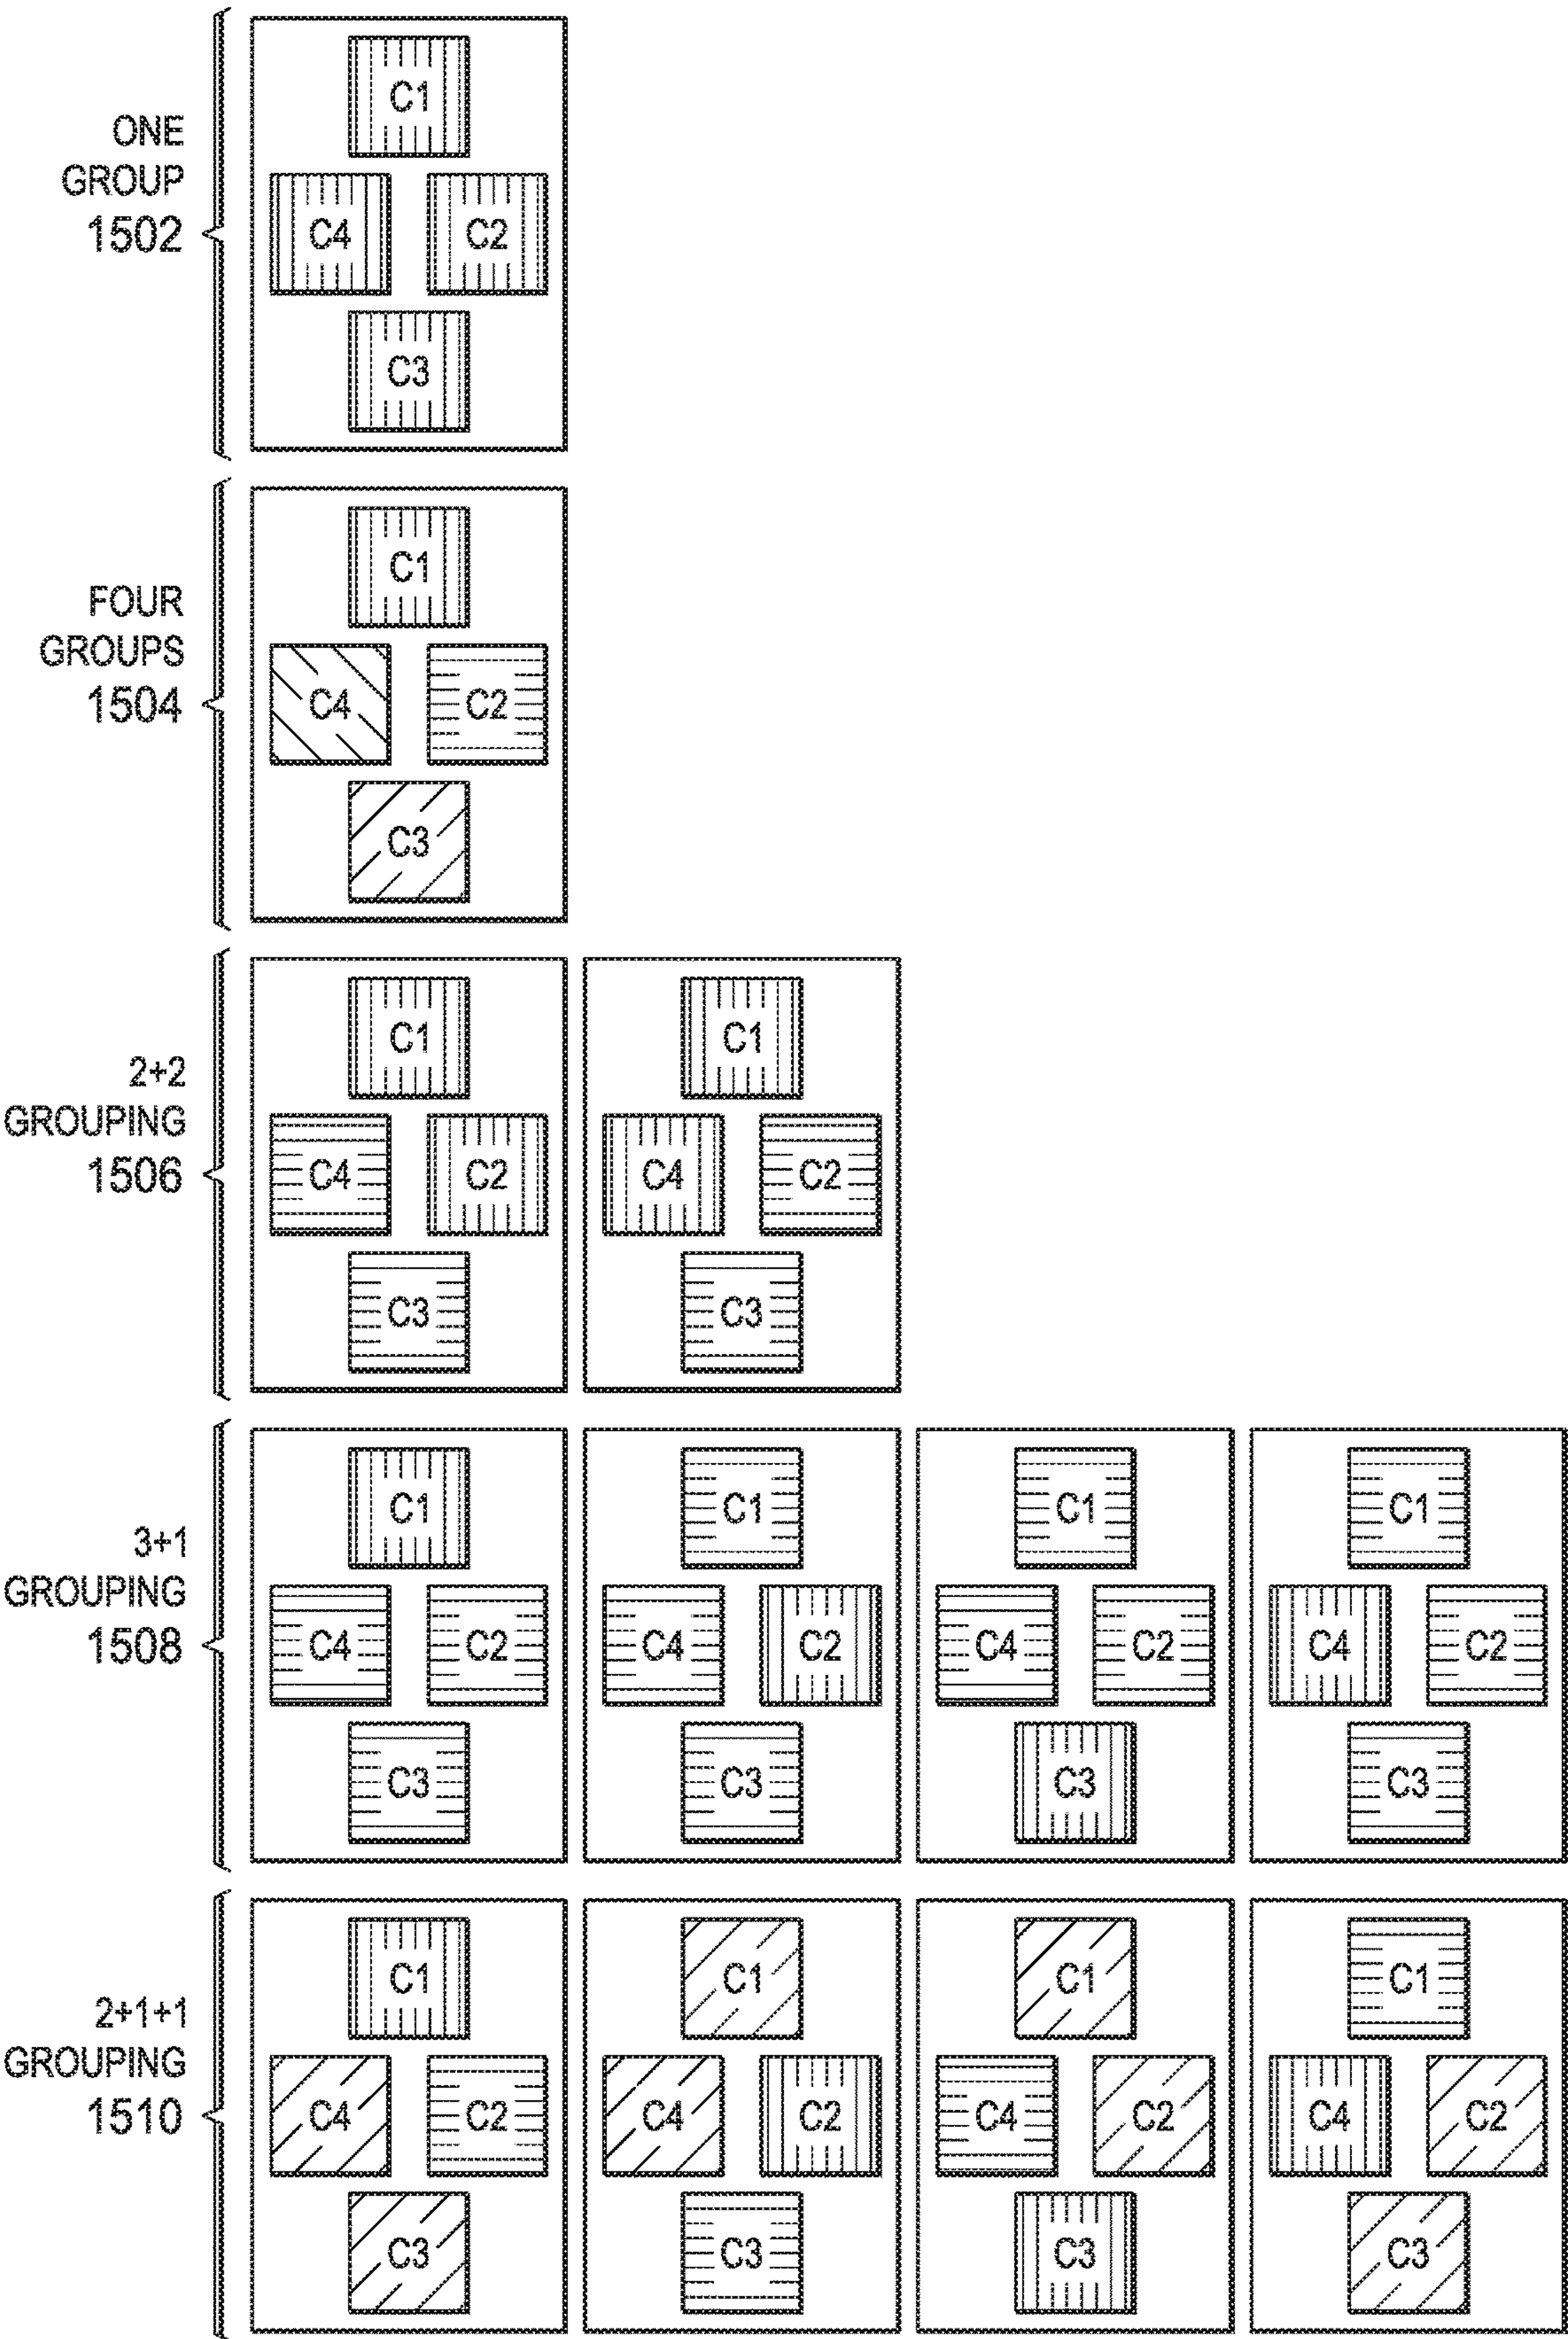 ONE
GROUP
1502
C1
C4 C2
C3
FOUR
GROUPS
1504
C1
C4 C2
C3
2+2
GROUPING
1506
C1 C1
C4 C2 C4 C2
C3 C3
3+1
GROUPING
1508
C1 C1 C1 C1
C4 C2 C4 C2 C4 C2 C4 C2
C3 C3 C3 C3
2+1+1
GROUPING
1510
C1 C1 C1 C1
C4 C2 C4 C2 C4 C2 C4 C2
C3 C3 C3 C3